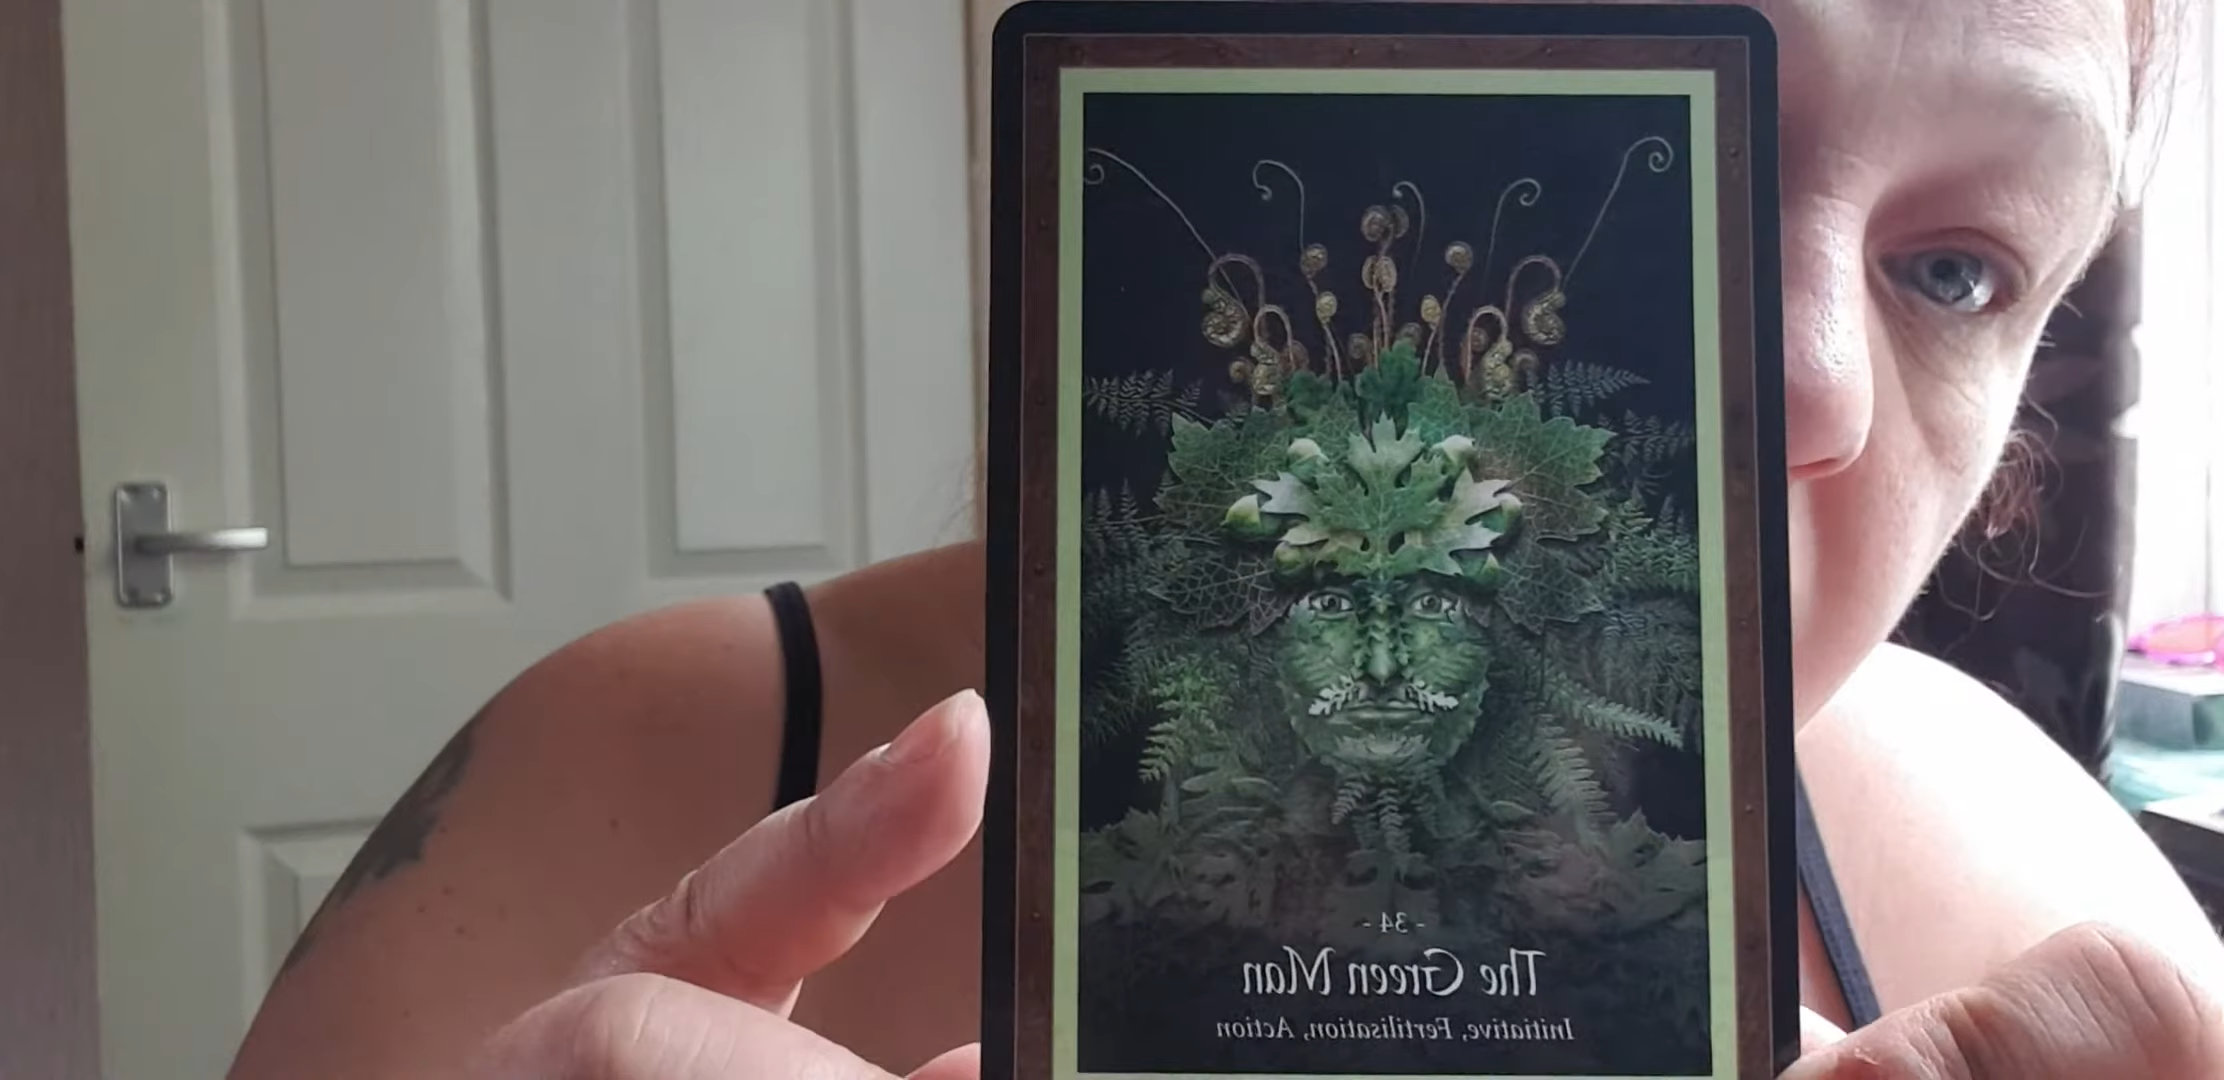 - 34 -
The Green Man
Initiative, Fertilisation, Action